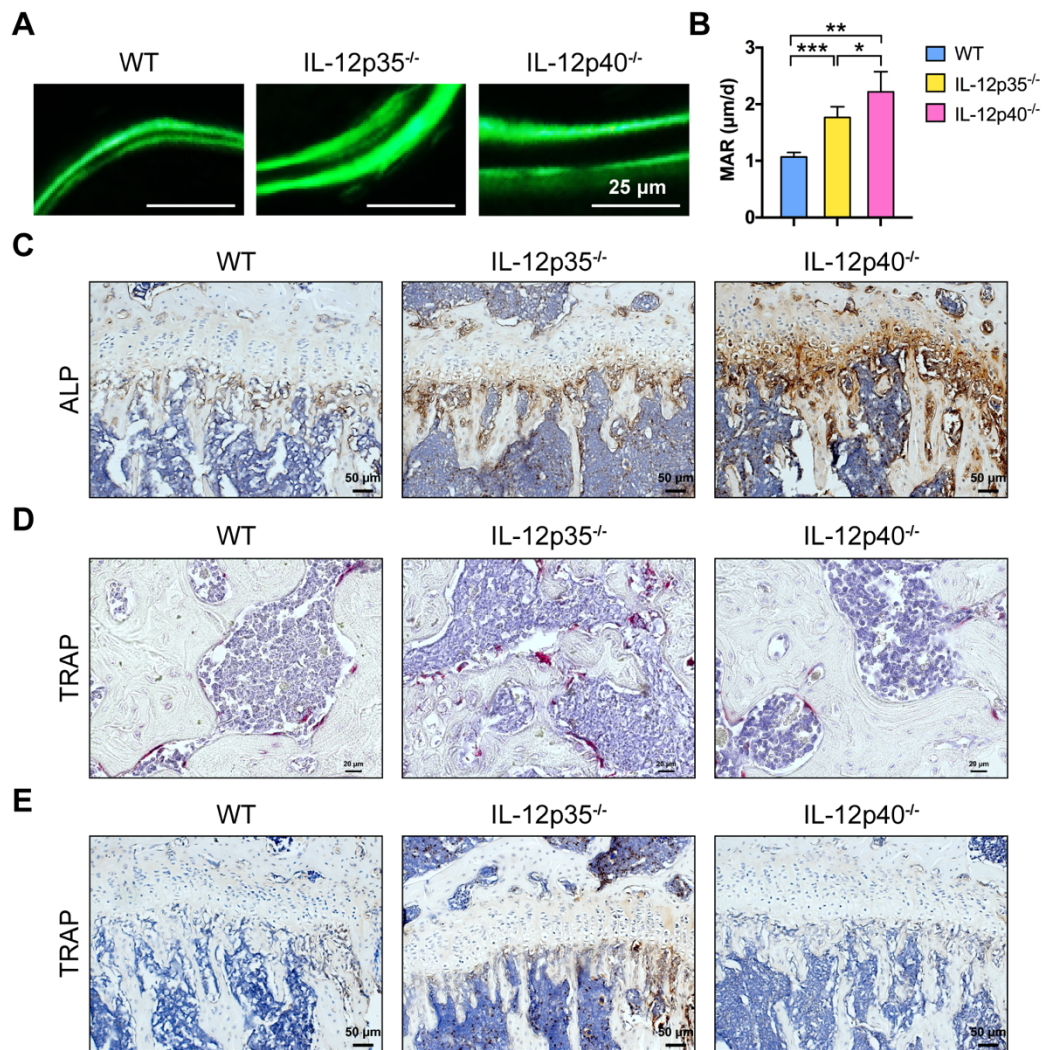 A
WT
IL-12p35-/-
IL-12p40-/-
25 µm
B
** 
*** *
3
2
1
0
MAR (µm/d)
WT
IL-12p35-/-
IL-12p40-/-
C
WT
IL-12p35-/-
IL-12p40-/-
ALP
50 µm
50 µm
50 µm
D
WT
IL-12p35-/-
IL-12p40-/-
TRAP
20 µm
20 µm
20 µm
E
WT
IL-12p35-/-
IL-12p40-/-
TRAP
50 µm
50 µm
50 µm